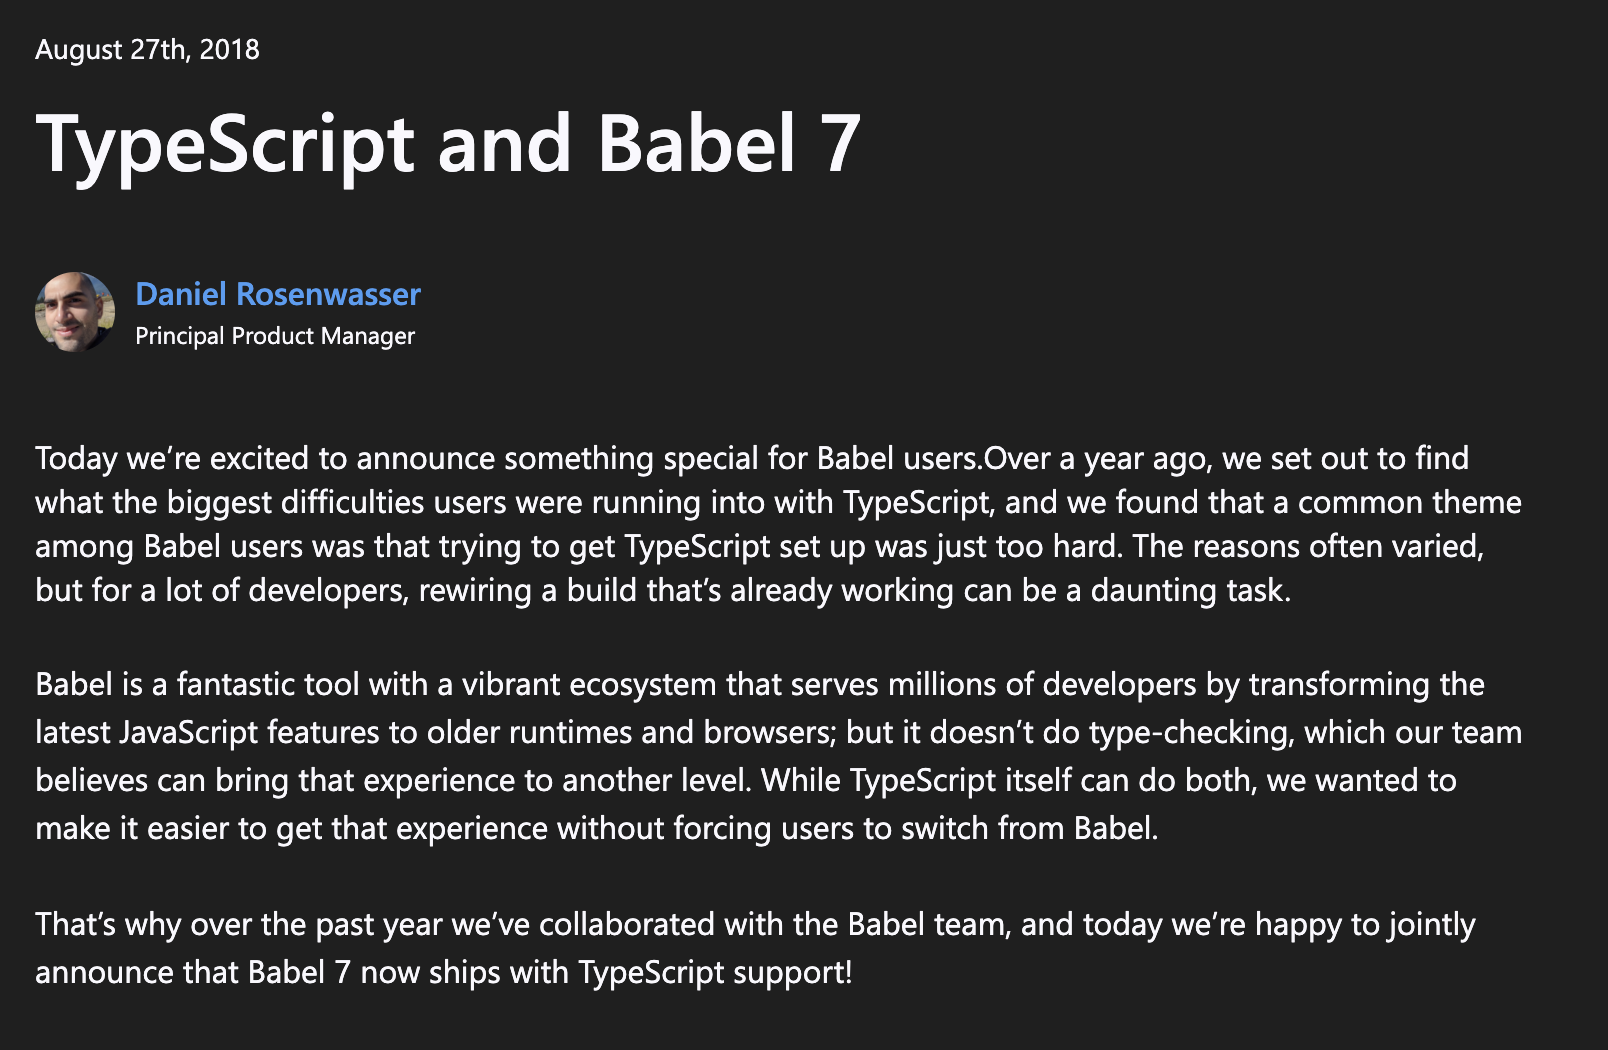 August 27th, 2018
TypeScript and Babel 7
Daniel Rosenwasser
Principal Product Manager
Today we’re excited to announce something special for Babel users.Over a year ago, we set out to find
what the biggest difficulties users were running into with TypeScript, and we found that a common theme
among Babel users was that trying to get TypeScript set up was just too hard. The reasons often varied,
but for a lot of developers, rewiring a build that’s already working can be a daunting task.
Babel is a fantastic tool with a vibrant ecosystem that serves millions of developers by transforming the
latest JavaScript features to older runtimes and browsers; but it doesn’t do type-checking, which our team
believes can bring that experience to another level. While TypeScript itself can do both, we wanted to
make it easier to get that experience without forcing users to switch from Babel.
That’s why over the past year we’ve collaborated with the Babel team, and today we’re happy to jointly
announce that Babel 7 now ships with TypeScript support!